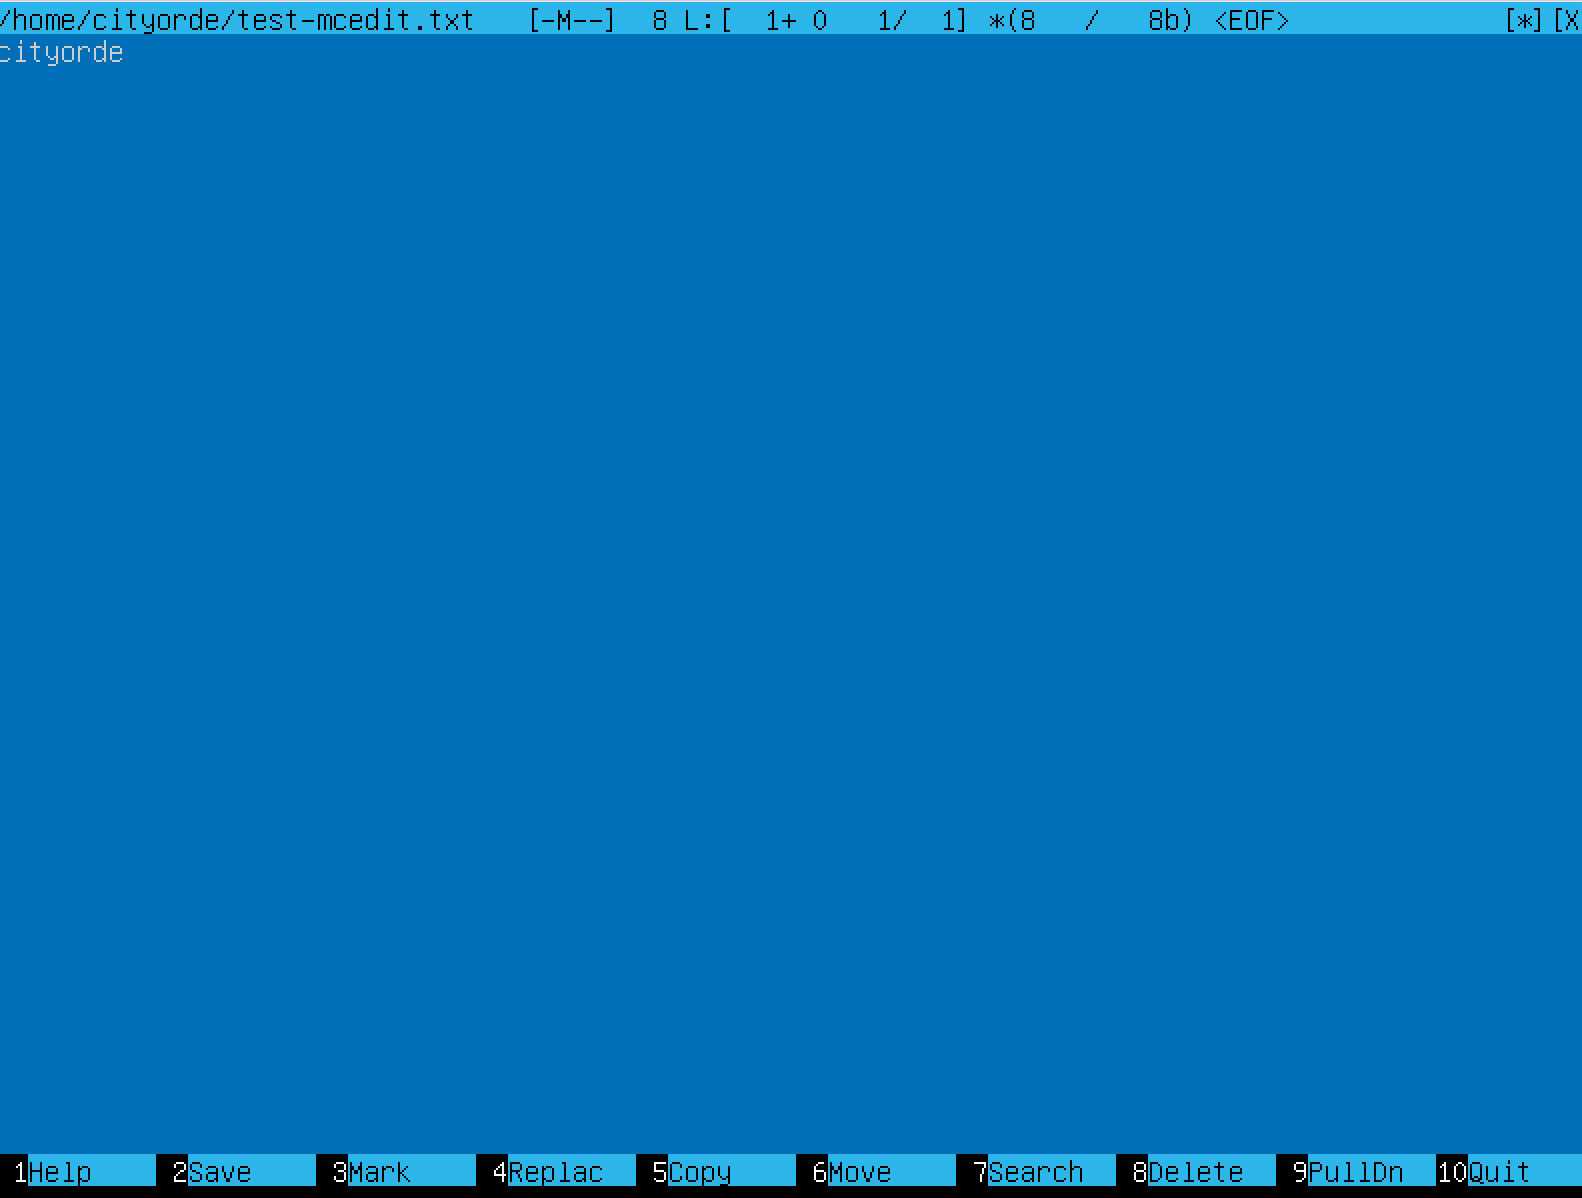 /home/cityorde/test-mcedit.txt [-M--] 8 L:[ 1+ 0 1/ 1] *(8 / 8b) <EOF> [*][X
cityorde
1Help 2Save 3Mark 4Replac 5Copy 6Move 7Search 8Delete 9PullDn 10Quit